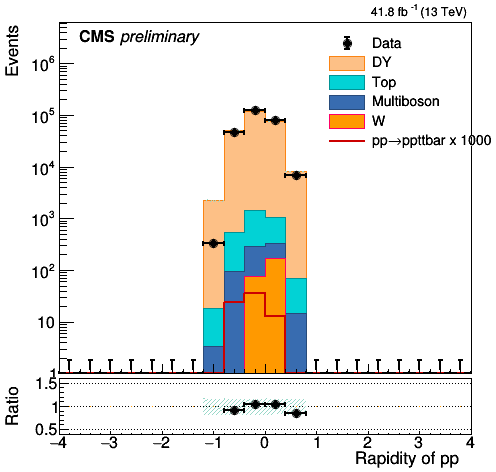 41.8 fb⁻¹ (13 TeV)
CMS preliminary
Events
Data
DY
Top
Multiboson
W
pp→ppttbar x 1000
10⁶
10⁵
10⁴
10³
10²
10
1
Ratio
1.5
1
0.5
−4 −3 −2 −1 0 1 2 3 4
Rapidity of pp